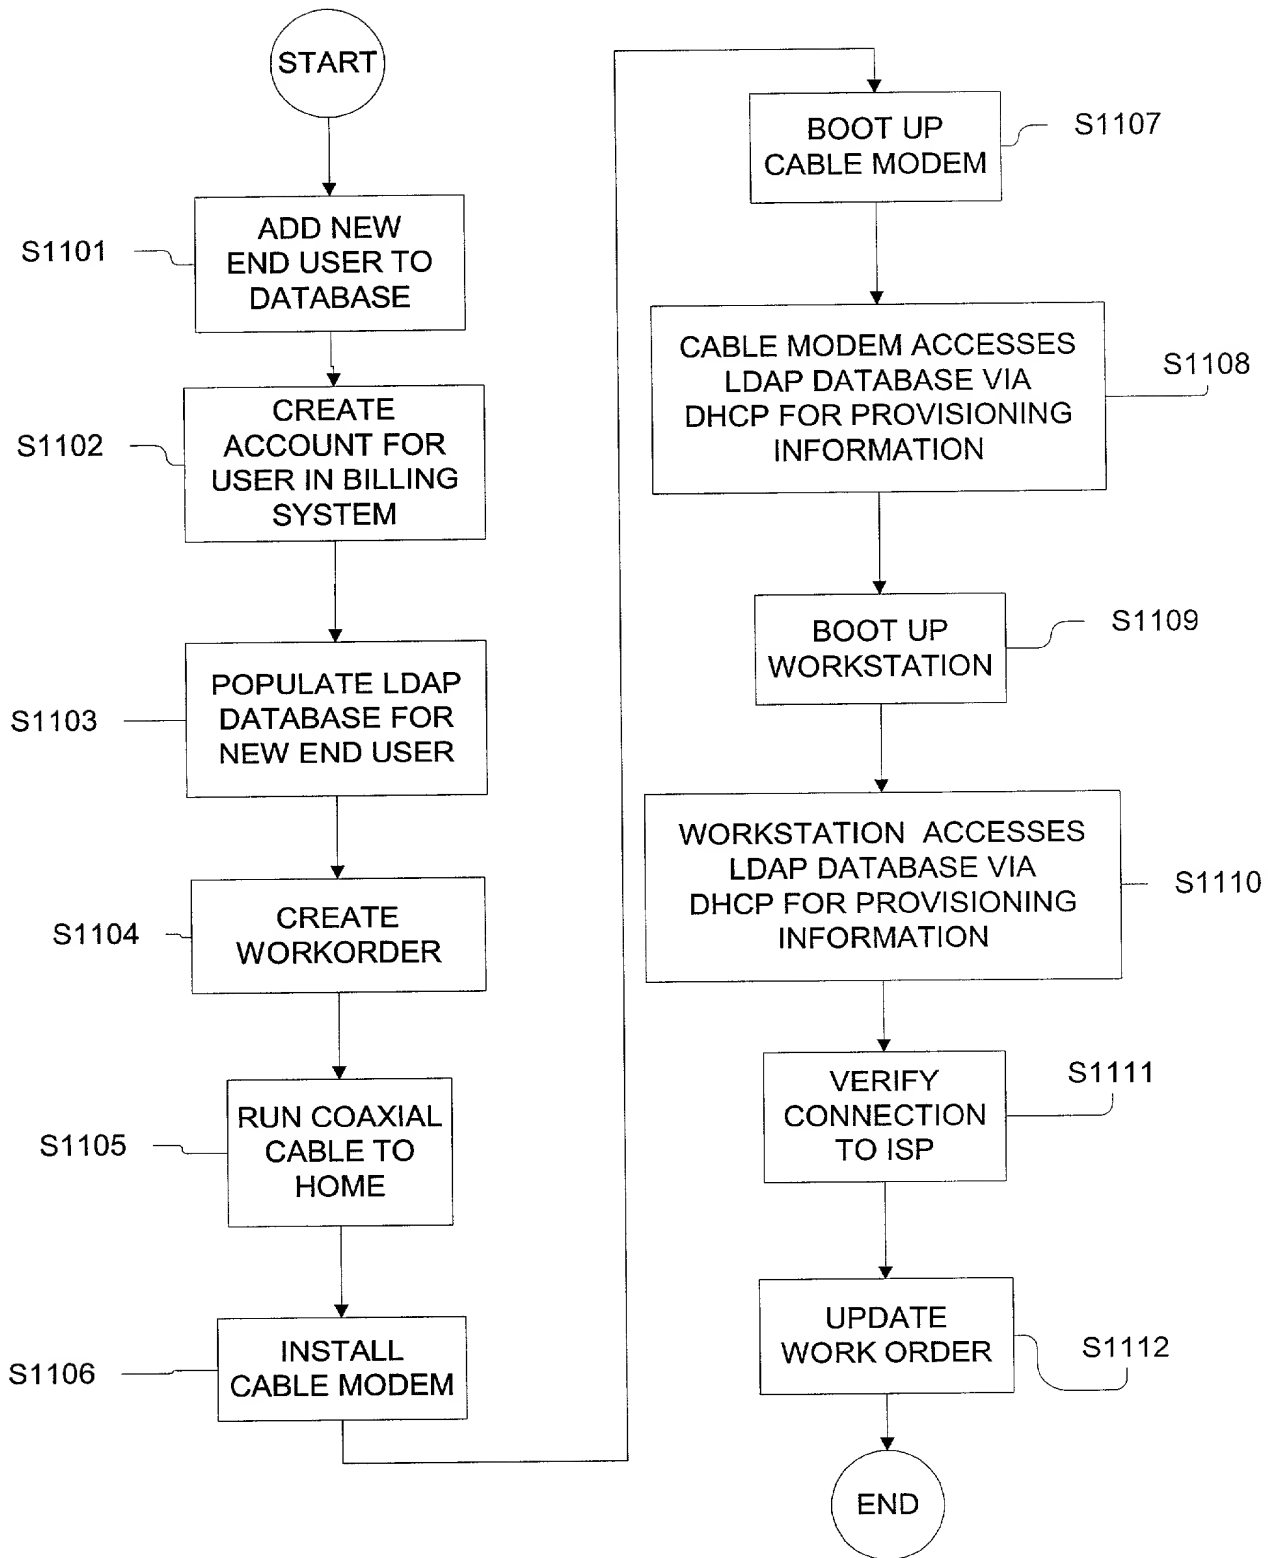 START
S1101
ADD NEW
END USER TO
DATABASE
S1102
CREATE
ACCOUNT FOR
USER IN BILLING
SYSTEM
S1103
POPULATE LDAP
DATABASE FOR
NEW END USER
S1104
CREATE
WORKORDER
S1105
RUN COAXIAL
CABLE TO
HOME
S1106
INSTALL
CABLE MODEM
BOOT UP
CABLE MODEM
S1107
CABLE MODEM ACCESSES
LDAP DATABASE VIA
DHCP FOR PROVISIONING
INFORMATION
S1108
BOOT UP
WORKSTATION
S1109
WORKSTATION ACCESSES
LDAP DATABASE VIA
DHCP FOR PROVISIONING
INFORMATION
S1110
VERIFY
CONNECTION
TO ISP
S1111
UPDATE
WORK ORDER
S1112
END